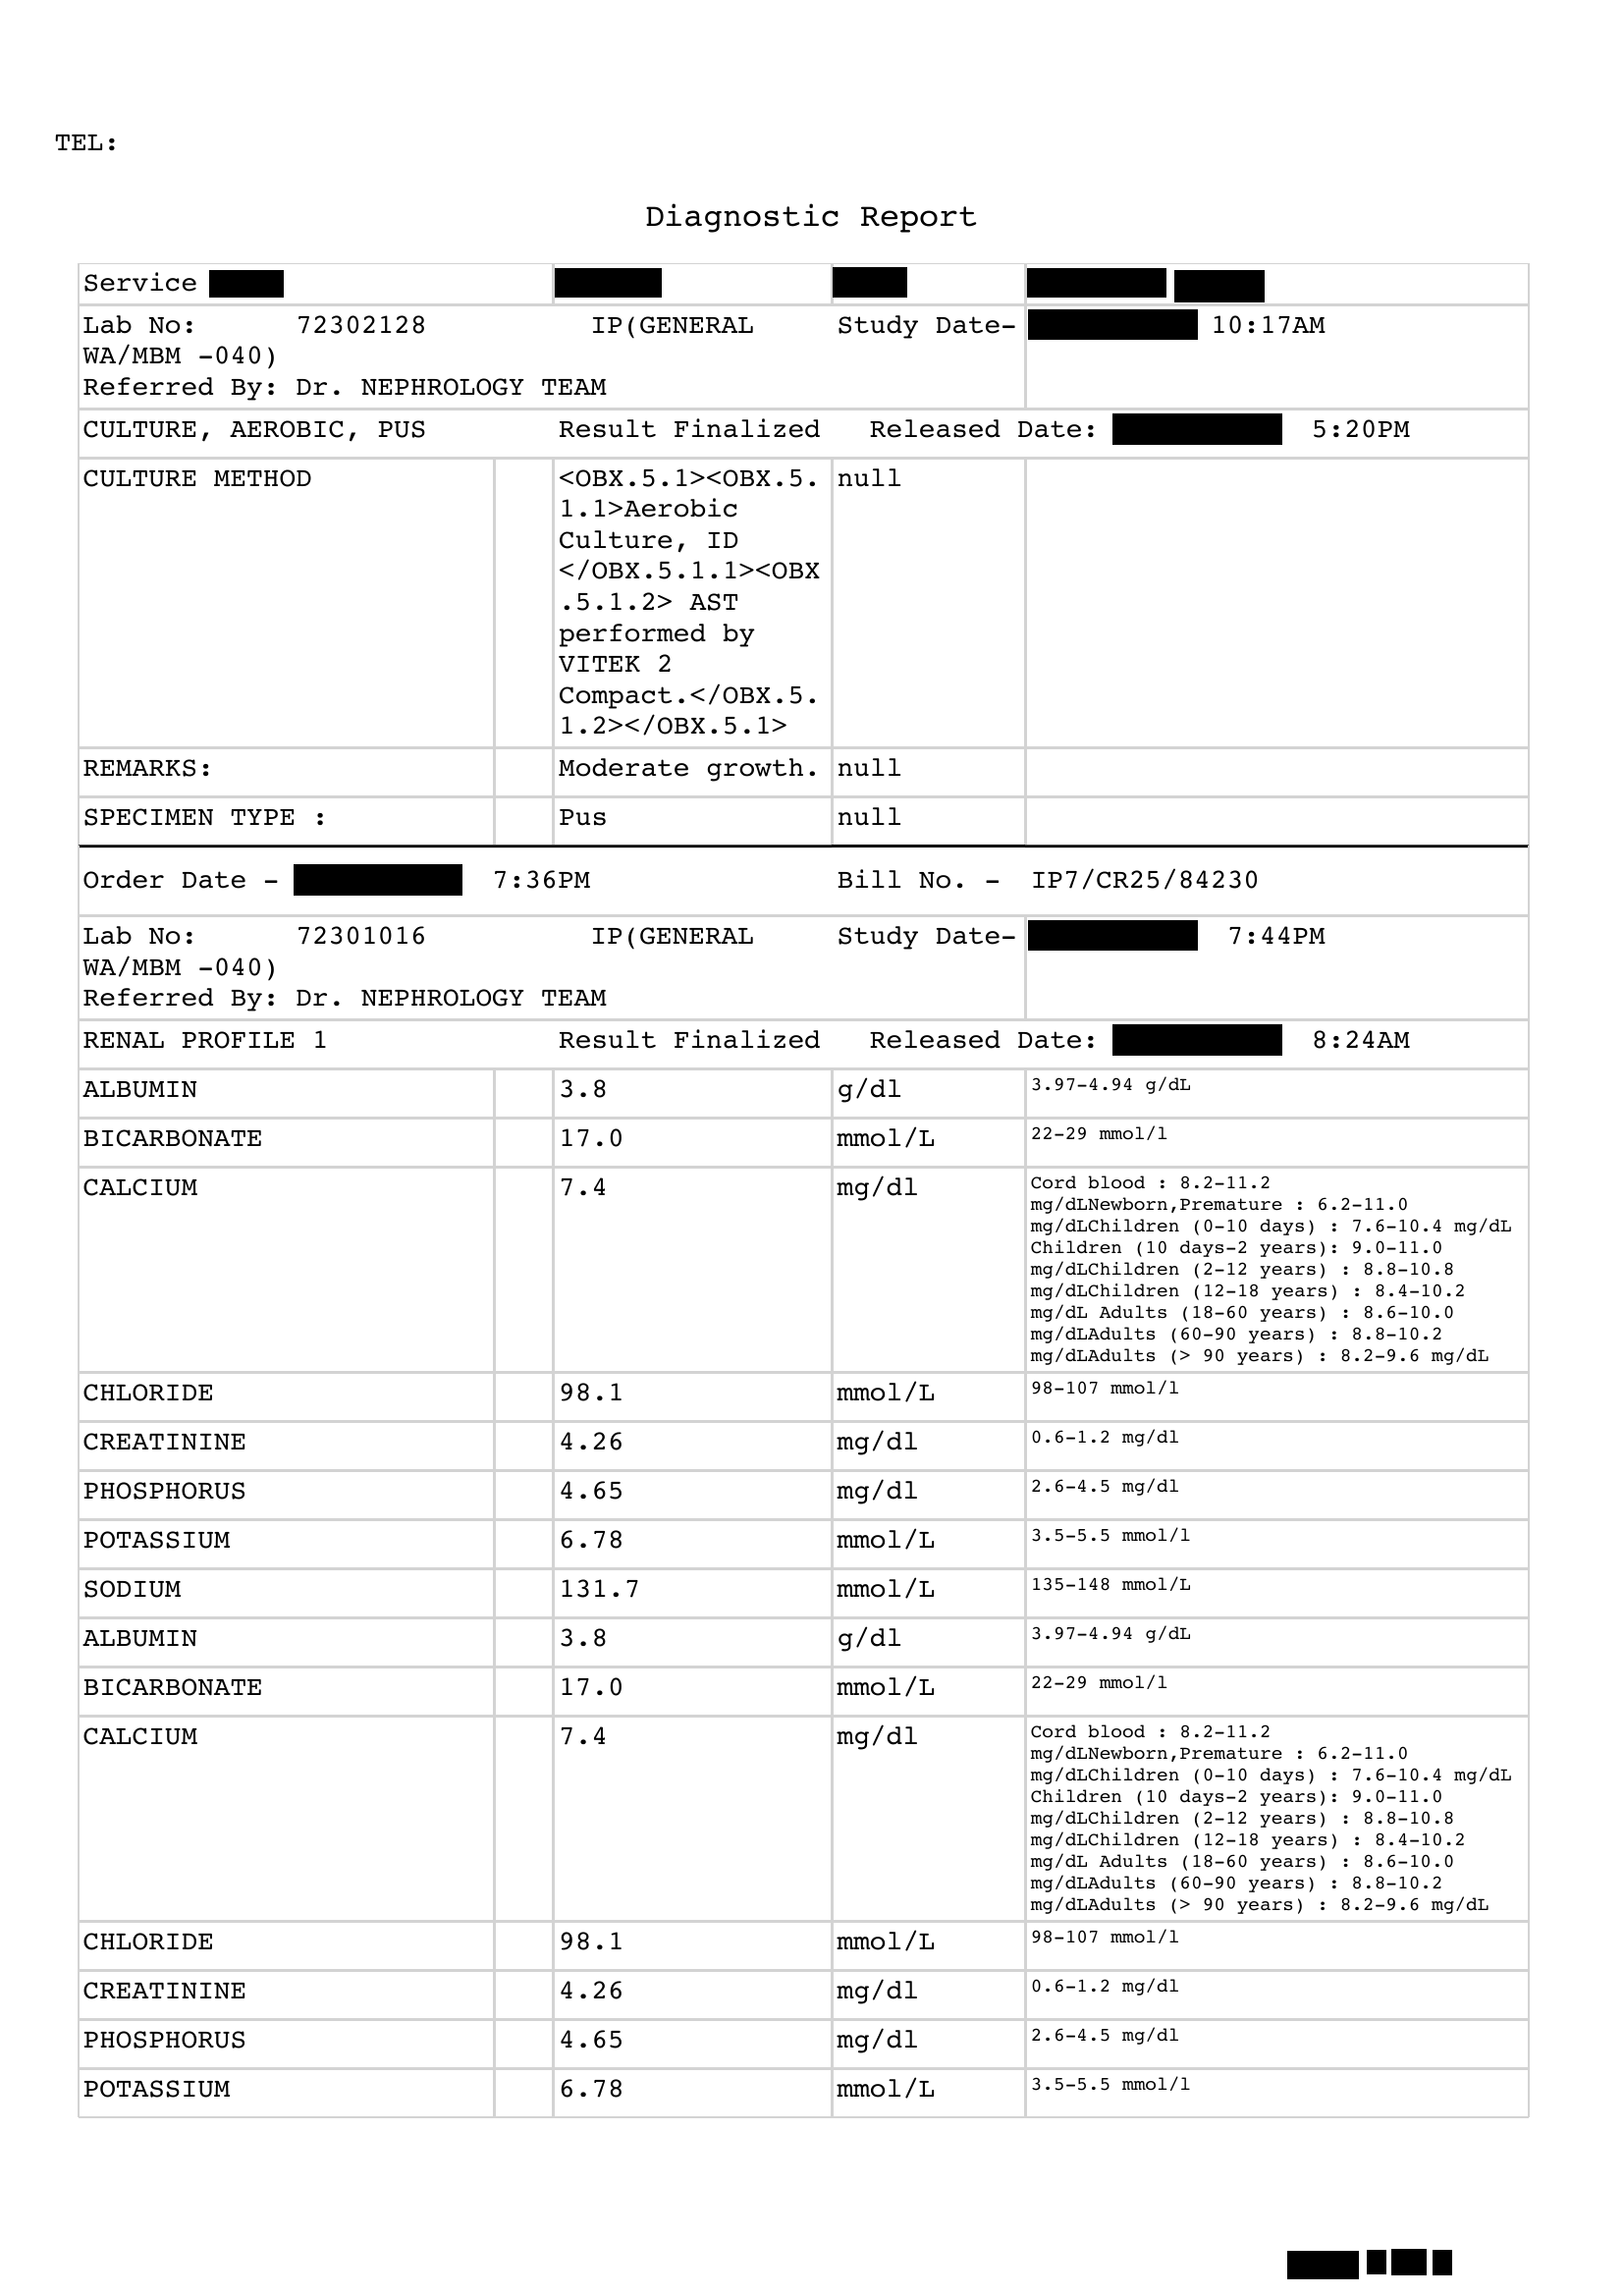 TEL:
Diagnostic Report
Service
Lab No: 72302128 IP(GENERAL Study Date- 10:17AM
WA/MBM -040)
Referred By: Dr. NEPHROLOGY TEAM
CULTURE, AEROBIC, PUS Result Finalized Released Date: 5:20PM
CULTURE METHOD <OBX.5.1><OBX.5. null
1.1>Aerobic
Culture, ID
</OBX.5.1.1><OBX
.5.1.2> AST
performed by
VITEK 2
Compact.</OBX.5.
1.2></OBX.5.1>
REMARKS: Moderate growth. null
SPECIMEN TYPE : Pus null
Order Date - 7:36PM Bill No. - IP7/CR25/84230
Lab No: 72301016 IP(GENERAL Study Date- 7:44PM
WA/MBM -040)
Referred By: Dr. NEPHROLOGY TEAM
RENAL PROFILE 1 Result Finalized Released Date: 8:24AM
ALBUMIN 3.8 g/dl 3.97-4.94 g/dL
BICARBONATE 17.0 mmol/L 22-29 mmol/l
CALCIUM 7.4 mg/dl Cord blood : 8.2-11.2
mg/dLNewborn,Premature : 6.2-11.0
mg/dLChildren (0-10 days) : 7.6-10.4 mg/dL
Children (10 days-2 years): 9.0-11.0
mg/dLChildren (2-12 years) : 8.8-10.8
mg/dLChildren (12-18 years) : 8.4-10.2
mg/dL Adults (18-60 years) : 8.6-10.0
mg/dLAdults (60-90 years) : 8.8-10.2
mg/dLAdults (> 90 years) : 8.2-9.6 mg/dL
CHLORIDE 98.1 mmol/L 98-107 mmol/l
CREATININE 4.26 mg/dl 0.6-1.2 mg/dl
PHOSPHORUS 4.65 mg/dl 2.6-4.5 mg/dl
POTASSIUM 6.78 mmol/L 3.5-5.5 mmol/l
SODIUM 131.7 mmol/L 135-148 mmol/L
ALBUMIN 3.8 g/dl 3.97-4.94 g/dL
BICARBONATE 17.0 mmol/L 22-29 mmol/l
CALCIUM 7.4 mg/dl Cord blood : 8.2-11.2
mg/dLNewborn,Premature : 6.2-11.0
mg/dLChildren (0-10 days) : 7.6-10.4 mg/dL
Children (10 days-2 years): 9.0-11.0
mg/dLChildren (2-12 years) : 8.8-10.8
mg/dLChildren (12-18 years) : 8.4-10.2
mg/dL Adults (18-60 years) : 8.6-10.0
mg/dLAdults (60-90 years) : 8.8-10.2
mg/dLAdults (> 90 years) : 8.2-9.6 mg/dL
CHLORIDE 98.1 mmol/L 98-107 mmol/l
CREATININE 4.26 mg/dl 0.6-1.2 mg/dl
PHOSPHORUS 4.65 mg/dl 2.6-4.5 mg/dl
POTASSIUM 6.78 mmol/L 3.5-5.5 mmol/l